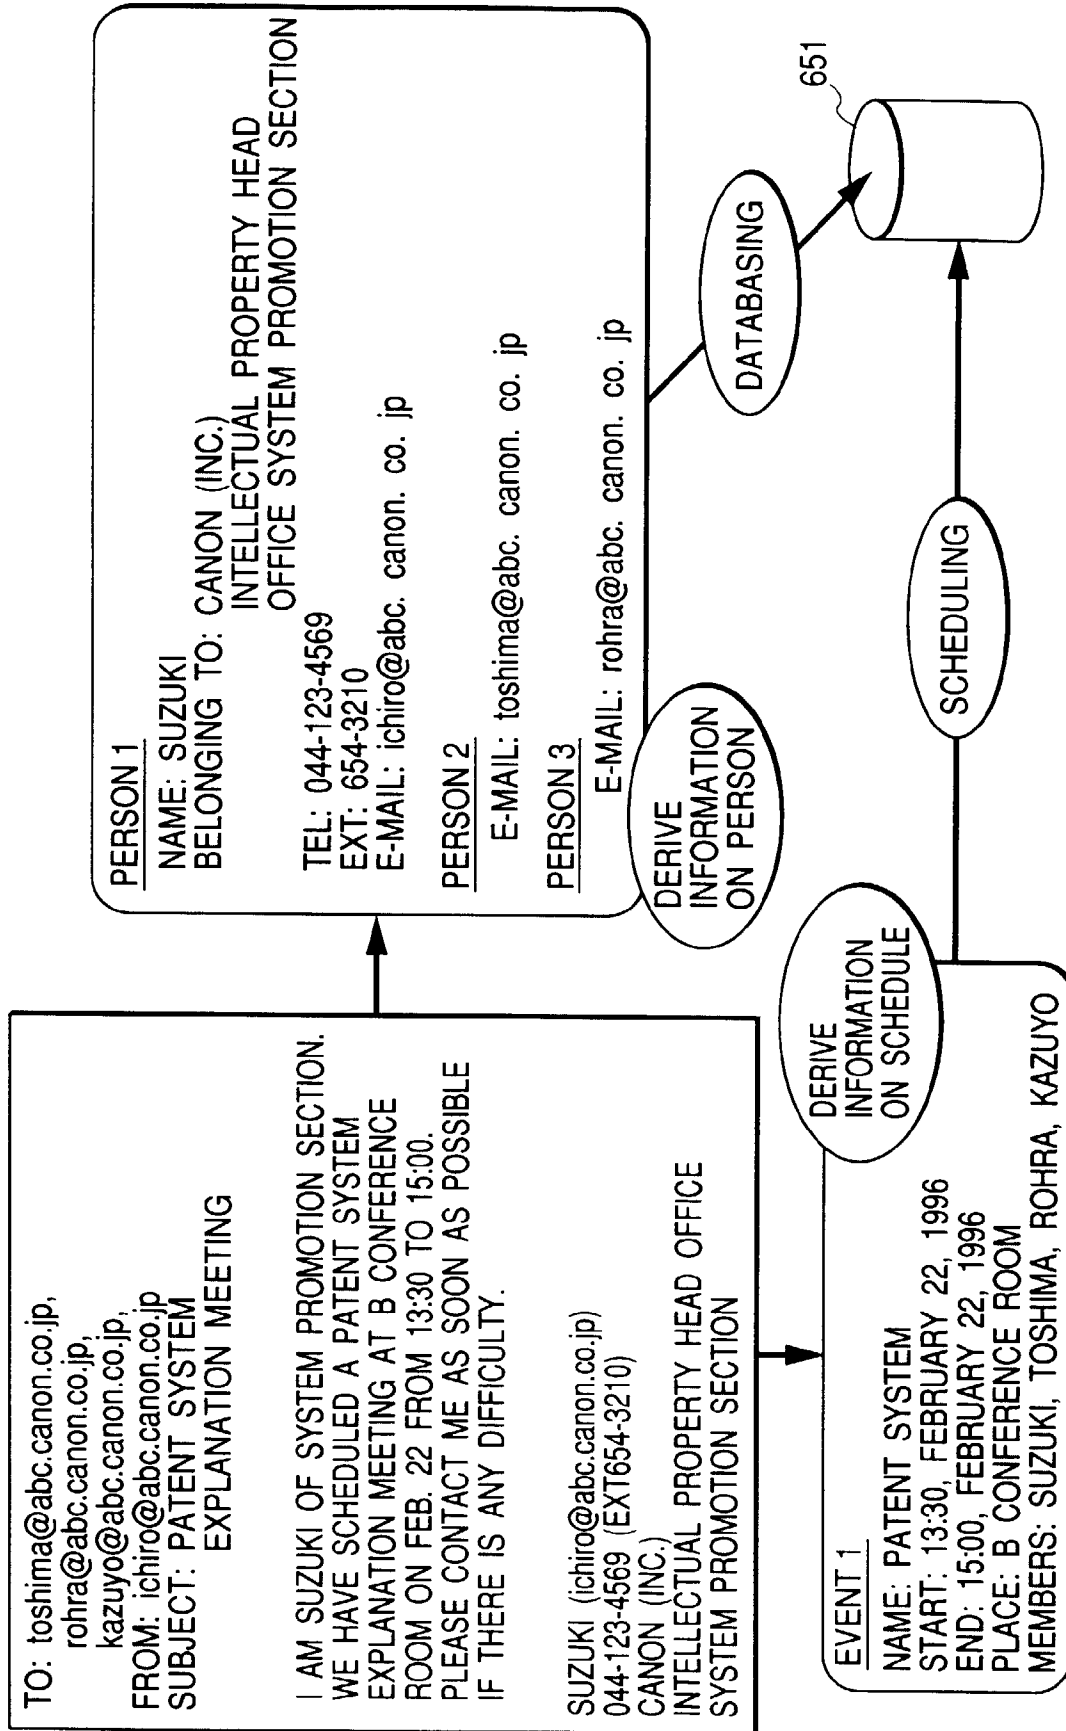 TO: toshima@abc.canon.co.jp,
rohra@abc.canon.co.jp,
kazuyo@abc.canon.co.jp,
FROM: ichiro@abc.canon.co.jp
SUBJECT: PATENT SYSTEM
EXPLANATION MEETING
I AM SUZUKI OF SYSTEM PROMOTION SECTION.
WE HAVE SCHEDULED A PATENT SYSTEM
EXPLANATION MEETING AT B CONFERENCE
ROOM ON FEB. 22 FROM 13:30 TO 15:00.
PLEASE CONTACT ME AS SOON AS POSSIBLE
IF THERE IS ANY DIFFICULTY.
SUZUKI (ichiro@abc.canon.co.jp)
044-123-4569 (EXT654-3210)
CANON (INC.)
INTELLECTUAL PROPERTY HEAD OFFICE
SYSTEM PROMOTION SECTION
PERSON 1
NAME: SUZUKI
BELONGING TO: CANON (INC.)
INTELLECTUAL PROPERTY HEAD
OFFICE SYSTEM PROMOTION SECTION
TEL: 044-123-4569
EXT: 654-3210
E-MAIL: ichiro@abc. canon. co. jp
PERSON 2
E-MAIL: toshima@abc. canon. co. jp
PERSON 3
E-MAIL: rohra@abc. canon. co. jp
DERIVE
INFORMATION
ON PERSON
DATABASING
651
EVENT 1
NAME: PATENT SYSTEM
START: 13:30, FEBRUARY 22, 1996
END: 15:00, FEBRUARY 22, 1996
PLACE: B CONFERENCE ROOM
MEMBERS: SUZUKI, TOSHIMA, ROHRA, KAZUYO
DERIVE
INFORMATION
ON SCHEDULE
SCHEDULING